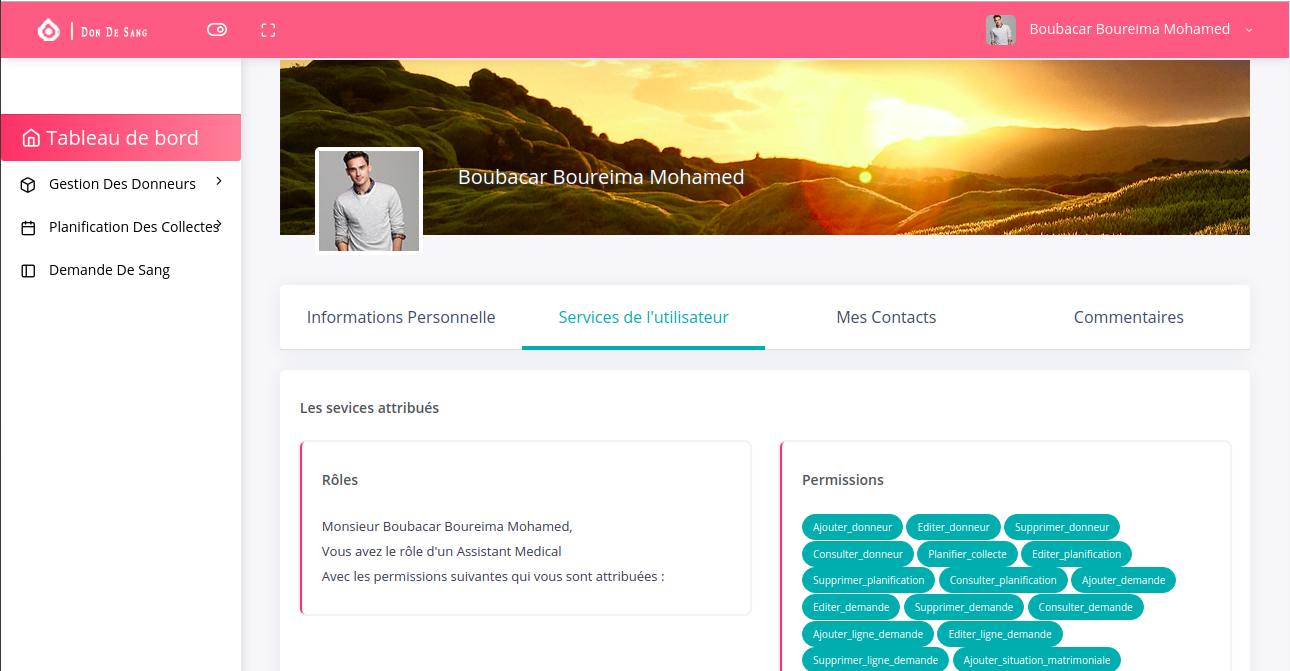 Don De Sang
Boubacar Boureima Mohamed
Tableau de bord
Gestion Des Donneurs
Planification Des Collectes
Demande De Sang
Boubacar Boureima Mohamed
Informations Personnelle
Services de l'utilisateur
Mes Contacts
Commentaires
Les sevices attribués
Rôles
Monsieur Boubacar Boureima Mohamed,
Vous avez le rôle d'un Assistant Medical
Avec les permissions suivantes qui vous sont attribuées :
Permissions
Ajouter_donneur Editer_donneur Supprimer_donneur
Consulter_donneur Planifier_collecte Editer_planification
Supprimer_planification Consulter_planification Ajouter_demande
Editer_demande Supprimer_demande Consulter_demande
Ajouter_ligne_demande Editer_ligne_demande
Supprimer_ligne_demande Ajouter_situation_matrimoniale